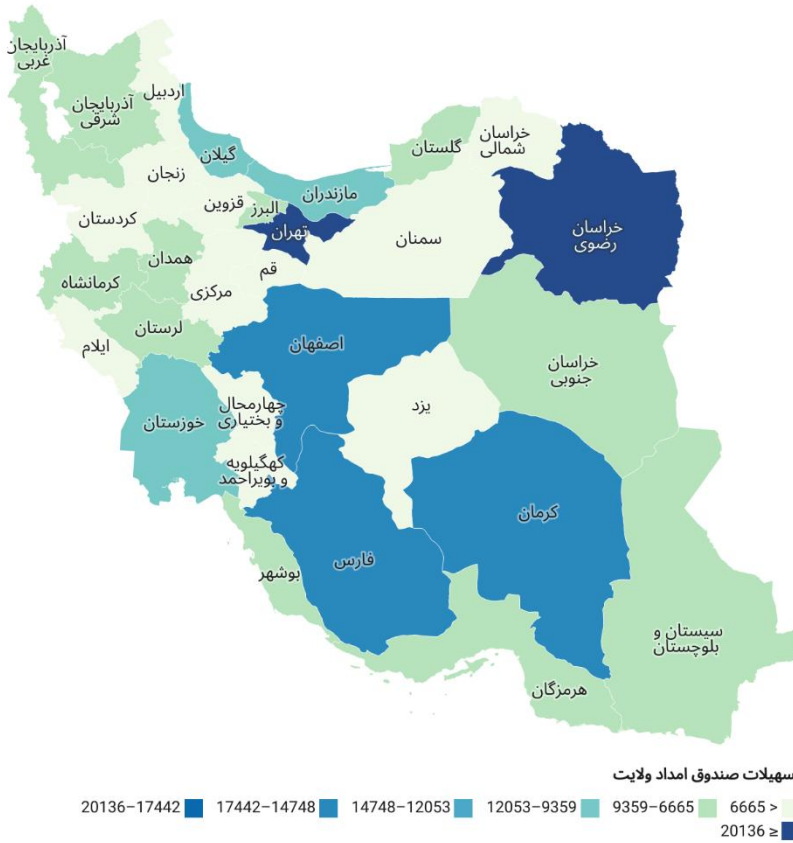 آذربایجان
غربی
آذربایجان
شرقی
اردبیل
گیلان
زنجان
مازندران
گلستان
خراسان
شمالی
خراسان
رضوی
کردستان
قزوین
البرز
تهران
سمنان
همدان
قم
مرکزی
کرمانشاه
لرستان
ایلام
اصفهان
خراسان
جنوبی
یزد
خوزستان
چهارمحال
و بختیاری
کهگیلویه
و بویراحمد
کرمان
فارس
بوشهر
سیستان و
بلوچستان
هرمزگان
سهیلات صندوق امداد ولایت
< 6665
6665–9359
9359–12053
12053–14748
14748–17442
17442–20136
≥ 20136